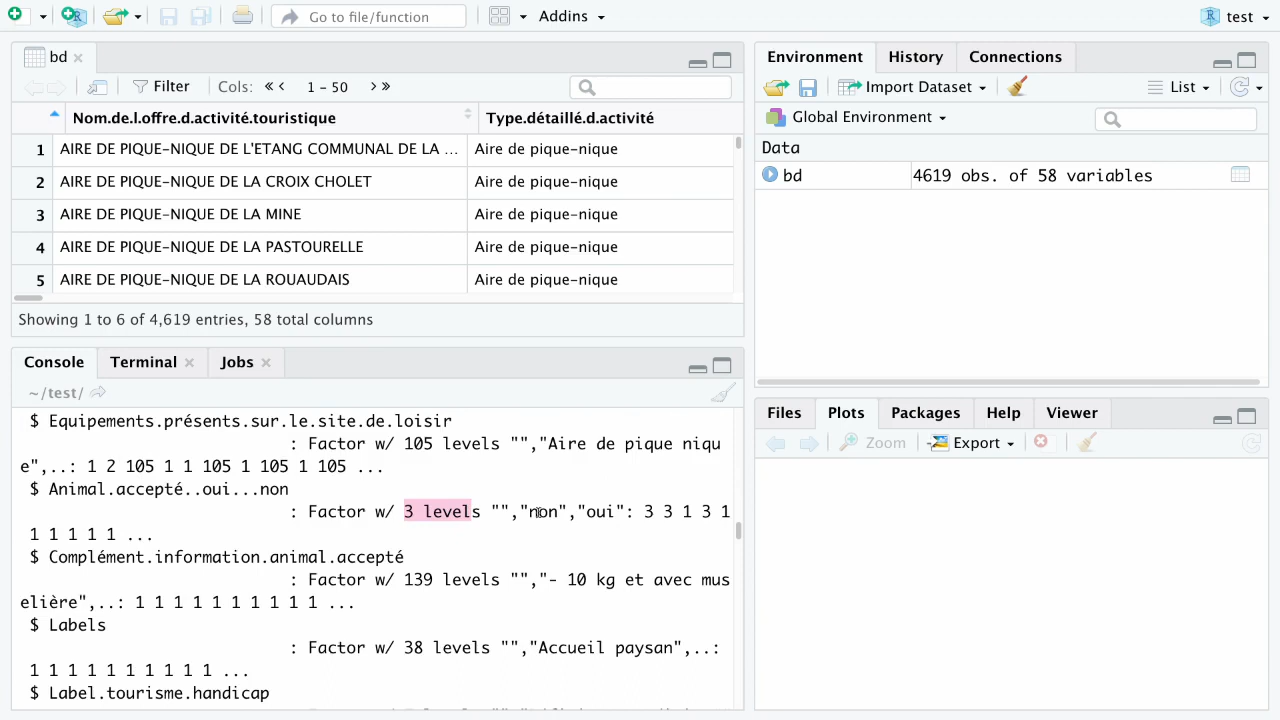 Go to file/function
Addins
test
bd
Filter
Cols:
1 - 50
Nom.de.l.offre.d.activité.touristique
Type.détaillé.d.activité
1 AIRE DE PIQUE-NIQUE DE L'ETANG COMMUNAL DE LA ... Aire de pique-nique
2 AIRE DE PIQUE-NIQUE DE LA CROIX CHOLET Aire de pique-nique
3 AIRE DE PIQUE-NIQUE DE LA MINE Aire de pique-nique
4 AIRE DE PIQUE-NIQUE DE LA PASTOURELLE Aire de pique-nique
5 AIRE DE PIQUE-NIQUE DE LA ROUAUDAIS Aire de pique-nique
Showing 1 to 6 of 4,619 entries, 58 total columns
Console Terminal Jobs
~/test/
$ Equipements.présents.sur.le.site.de.loisir
: Factor w/ 105 levels "","Aire de pique niqu
e",..: 1 2 105 1 1 105 1 105 1 105 ...
$ Animal.accepté..oui...non
: Factor w/ 3 levels "","non","oui": 3 3 1 3 1
1 1 1 1 1 ...
$ Complément.information.animal.accepté
: Factor w/ 139 levels "","- 10 kg et avec mus
elière",..: 1 1 1 1 1 1 1 1 1 1 ...
$ Labels
: Factor w/ 38 levels "","Accueil paysan",..:
1 1 1 1 1 1 1 1 1 1 ...
$ Label.tourisme.handicap
Environment History Connections
Import Dataset
List
Global Environment
Data
bd 4619 obs. of 58 variables
Files Plots Packages Help Viewer
Zoom
Export